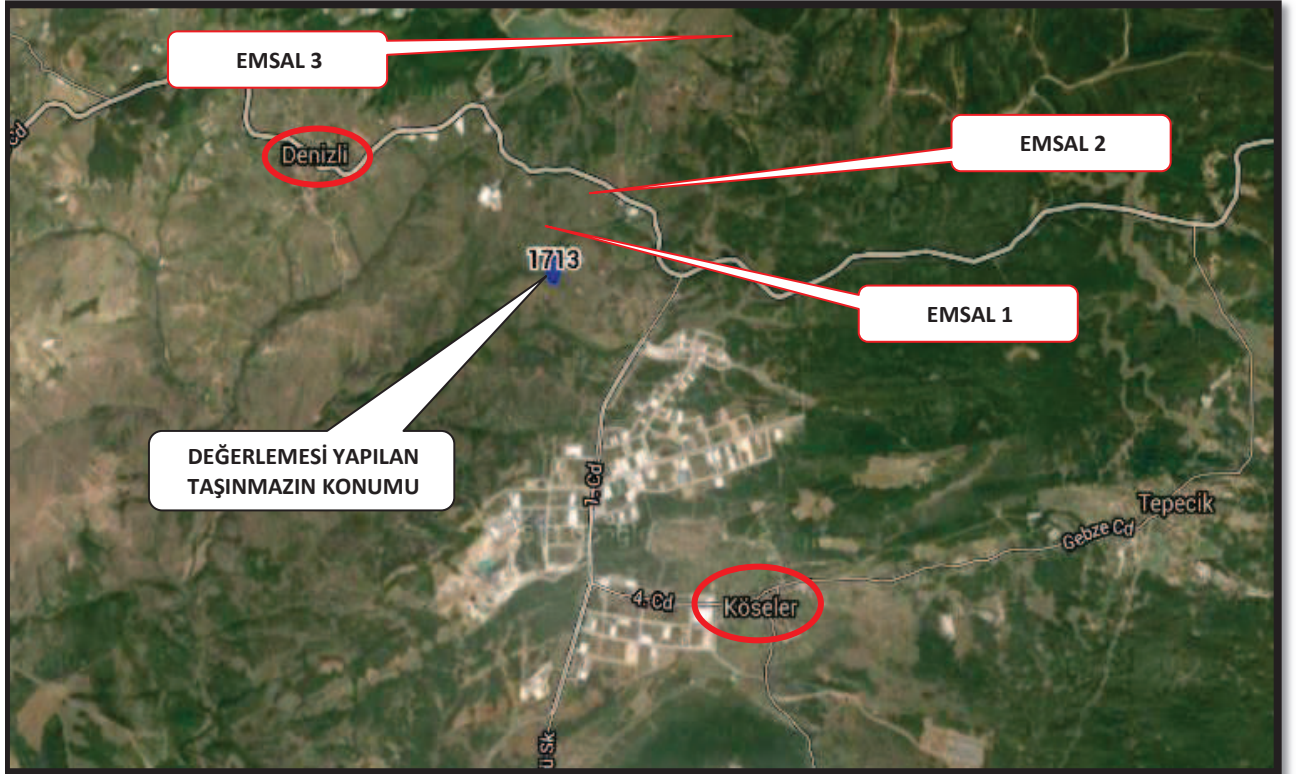 EMSAL 3
EMSAL 2
Denizli
1713
EMSAL 1
DEĞERLEMESİ YAPILAN
TAŞINMAZIN KONUMU
1. Cd
Tepecik
Gebze Cd
4. Cd
Köseler